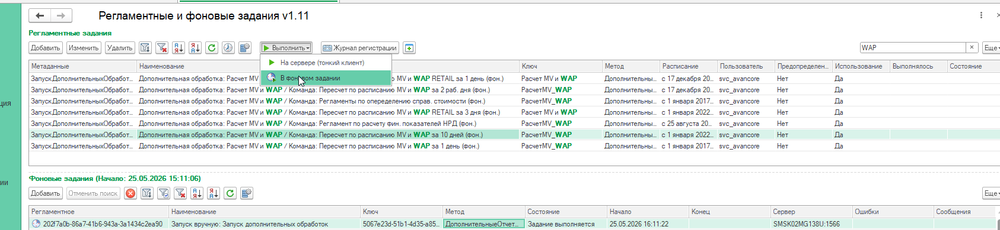 Регламентные и фоновые задания v1.11
Регламентные задания
Добавить Изменить Удалить Выполнить Журнал регистрации WAP × Еще
На сервере (тонкий клиент)
В фоновом задании
Метаданные Наименование Ключ Метод Расписание Пользователь Предопределен... Использование Выполнялось Состояние
ЗапускДополнительныхОбработ... Дополнительная обработка: Расчет MV MV и WAP RETAIL за 1 день (фон.) Расчет MV и WAP Дополнительны... с 17 декабря 20... svc_avancore Нет Да
ЗапускДополнительныхОбработ... Дополнительная обработка: Расчет MV и WAP / Команда: Пересчет по расписанию MV и WAP за 2 раб. дня (фон.) РасчетMV_WAP Дополнительны... с 17 декабря 20... svc_avancore Нет Да
ЗапускДополнительныхОбработ... Дополнительная обработка: Расчет MV и WAP / Команда: Регламенты по опеределению справ. стоимости (фон.) РасчетMV_WAP Дополнительны... с 1 января 2017... svc_avancore Нет Да
ЗапускДополнительныхОбработ... Дополнительная обработка: Расчет MV и WAP / Команда: Пересчет по расписанию MV и WAP RETAIL за 3 дня (фон.) Расчет MV и WAP Дополнительны... с 1 января 2022... svc_avancore Нет Да
ЗапускДополнительныхОбработ... Дополнительная обработка: Расчет MV и WAP / Команда: Регламент по расчету фин. показателей НРД (фон.) РасчетMV_WAP Дополнительны... с 25 августа 20... svc_avancore Нет Да
ЗапускДополнительныхОбработ... Дополнительная обработка: Расчет MV и WAP / Команда: Пересчет по расписанию MV и WAP за 10 дней (фон.) РасчетMV_WAP Дополнительны... с 1 января 2022... svc_avancore Нет Да
ЗапускДополнительныхОбработ... Дополнительная обработка: Расчет MV и WAP / Команда: Пересчет по расписанию MV и WAP за 1 день (фон.) РасчетMV_WAP Дополнительны... с 1 января 2017... svc_avancore Нет Да
ция
ии
Фоновые задания (Начало: 25.05.2026 15:11:06)
Добавить Отменить поиск Еще
Регламентное Наименование Ключ Метод Состояние Начало Конец Сервер Ошибки Сообщения
202f7a0b-86a7-41b6-943a-3a1434c2ea90 Запуск вручную: Запуск дополнительных обработок 5067e23d-51b1-4d35-a85... ДополнительныеОтчет... Задание выполняется 25.05.2026 16:11:22 SMSK02MG138U:1566